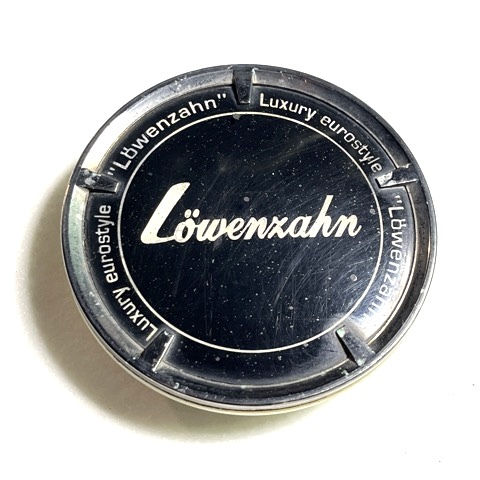 Löwenzahn
"Löwenzahn"
Luxury eurostyle
"Löwenzahn
Luxury eurostyle